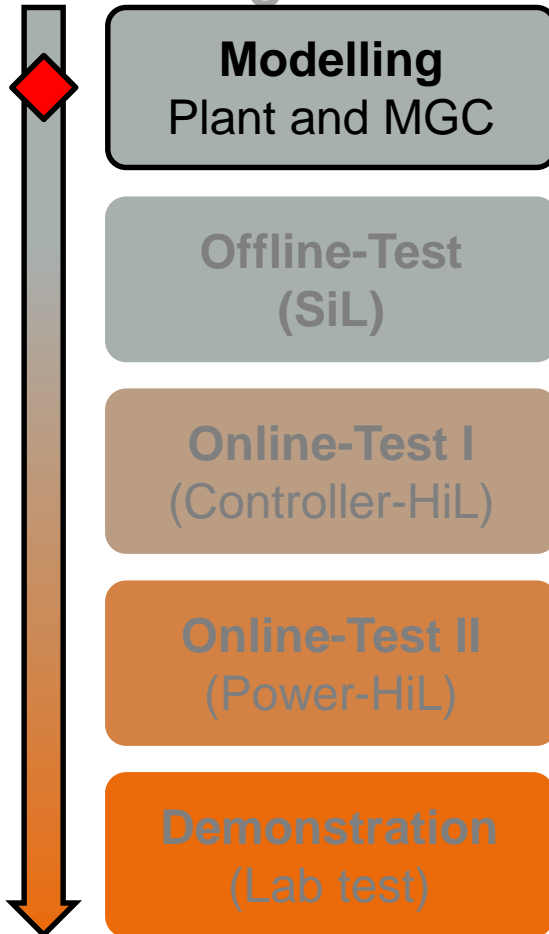 Modelling
Plant and MGC
Offline-Test
(SiL)
Online-Test I
(Controller-HiL)
Online-Test II
(Power-HiL)
Demonstration
(Lab test)